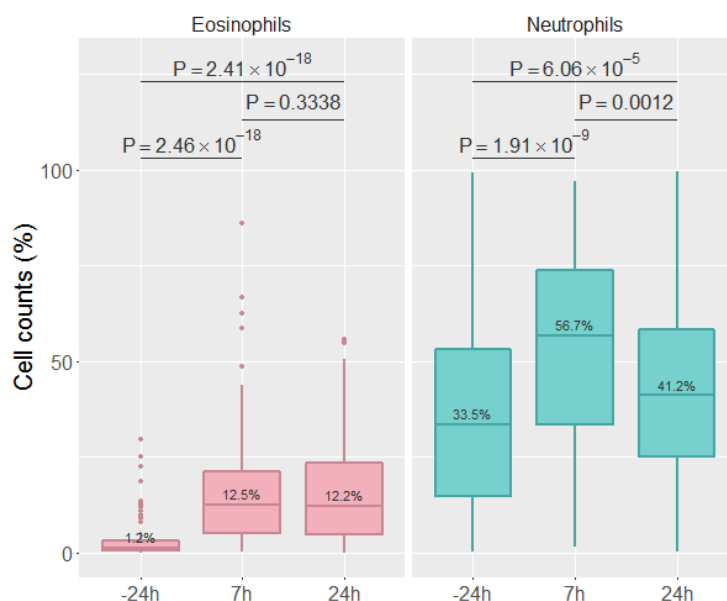 Eosinophils
Neutrophils
P = 2.41 × 10⁻¹⁸
P = 0.3338
P = 2.46 × 10⁻¹⁸
P = 6.06 × 10⁻⁵
P = 0.0012
P = 1.91 × 10⁻⁹
Cell counts (%)
100
50
0
1.2%
12.5%
12.2%
33.5%
56.7%
41.2%
-24h
7h
24h
-24h
7h
24h